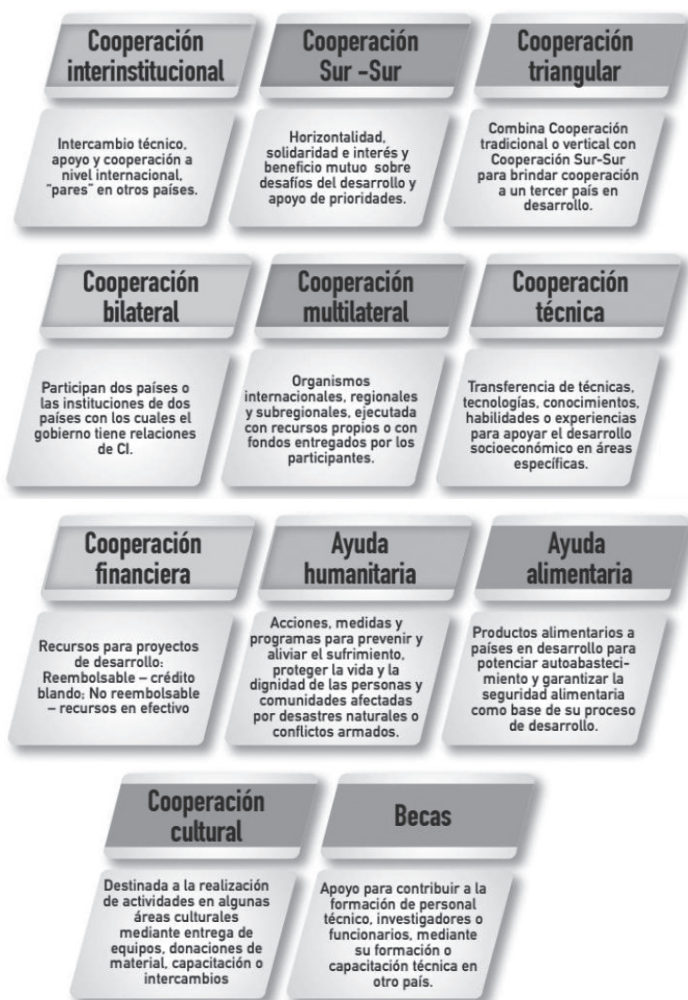 Cooperación
interinstitucional
Intercambio técnico,
apoyo y cooperación a
nivel internacional,
"pares" en otros países.
Cooperación
Sur -Sur
Horizontalidad,
solidaridad e interés y
beneficio mutuo sobre
desafíos del desarrollo y
apoyo de prioridades.
Cooperación
triangular
Combina Cooperación
tradicional o vertical con
Cooperación Sur-Sur
para brindar cooperación
a un tercer país en
desarrollo.
Cooperación
bilateral
Participan dos países o
las instituciones de dos
países con los cuales el
gobierno tiene relaciones
de CI.
Cooperación
multilateral
Organismos
internacionales, regionales
y subregionales, ejecutada
con recursos propios o con
fondos entregados por los
participantes.
Cooperación
técnica
Transferencia de técnicas,
tecnologías, conocimientos,
habilidades o experiencias
para apoyar el desarrollo
socioeconómico en áreas
específicas.
Cooperación
financiera
Recursos para proyectos
de desarrollo:
Reembolsable – crédito
blando; No reembolsable
– recursos en efectivo
Ayuda
humanitaria
Acciones, medidas y
programas para prevenir y
aliviar el sufrimiento,
proteger la vida y la
dignidad de las personas y
comunidades afectadas
por desastres naturales o
conflictos armados.
Ayuda
alimentaria
Productos alimentarios a
países en desarrollo para
potenciar autoabasteci-
miento y garantizar la
seguridad alimentaria
como base de su proceso
de desarrollo.
Cooperación
cultural
Destinada a la realización
de actividades en algunas
áreas culturales
mediante entrega de
equipos, donaciones de
material, capacitación o
intercambios
Becas
Apoyo para contribuir a la
formación de personal
técnico, investigadores o
funcionarios, mediante
su formación o
capacitación técnica en
otro país.